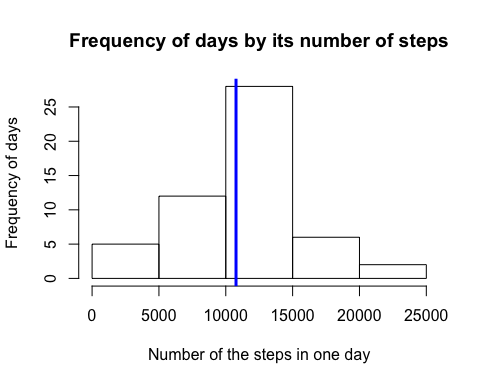 Frequency of days by its number of steps
Frequency of days
25
20
15
10
5
0
0 5000 10000 15000 20000 25000
Number of the steps in one day